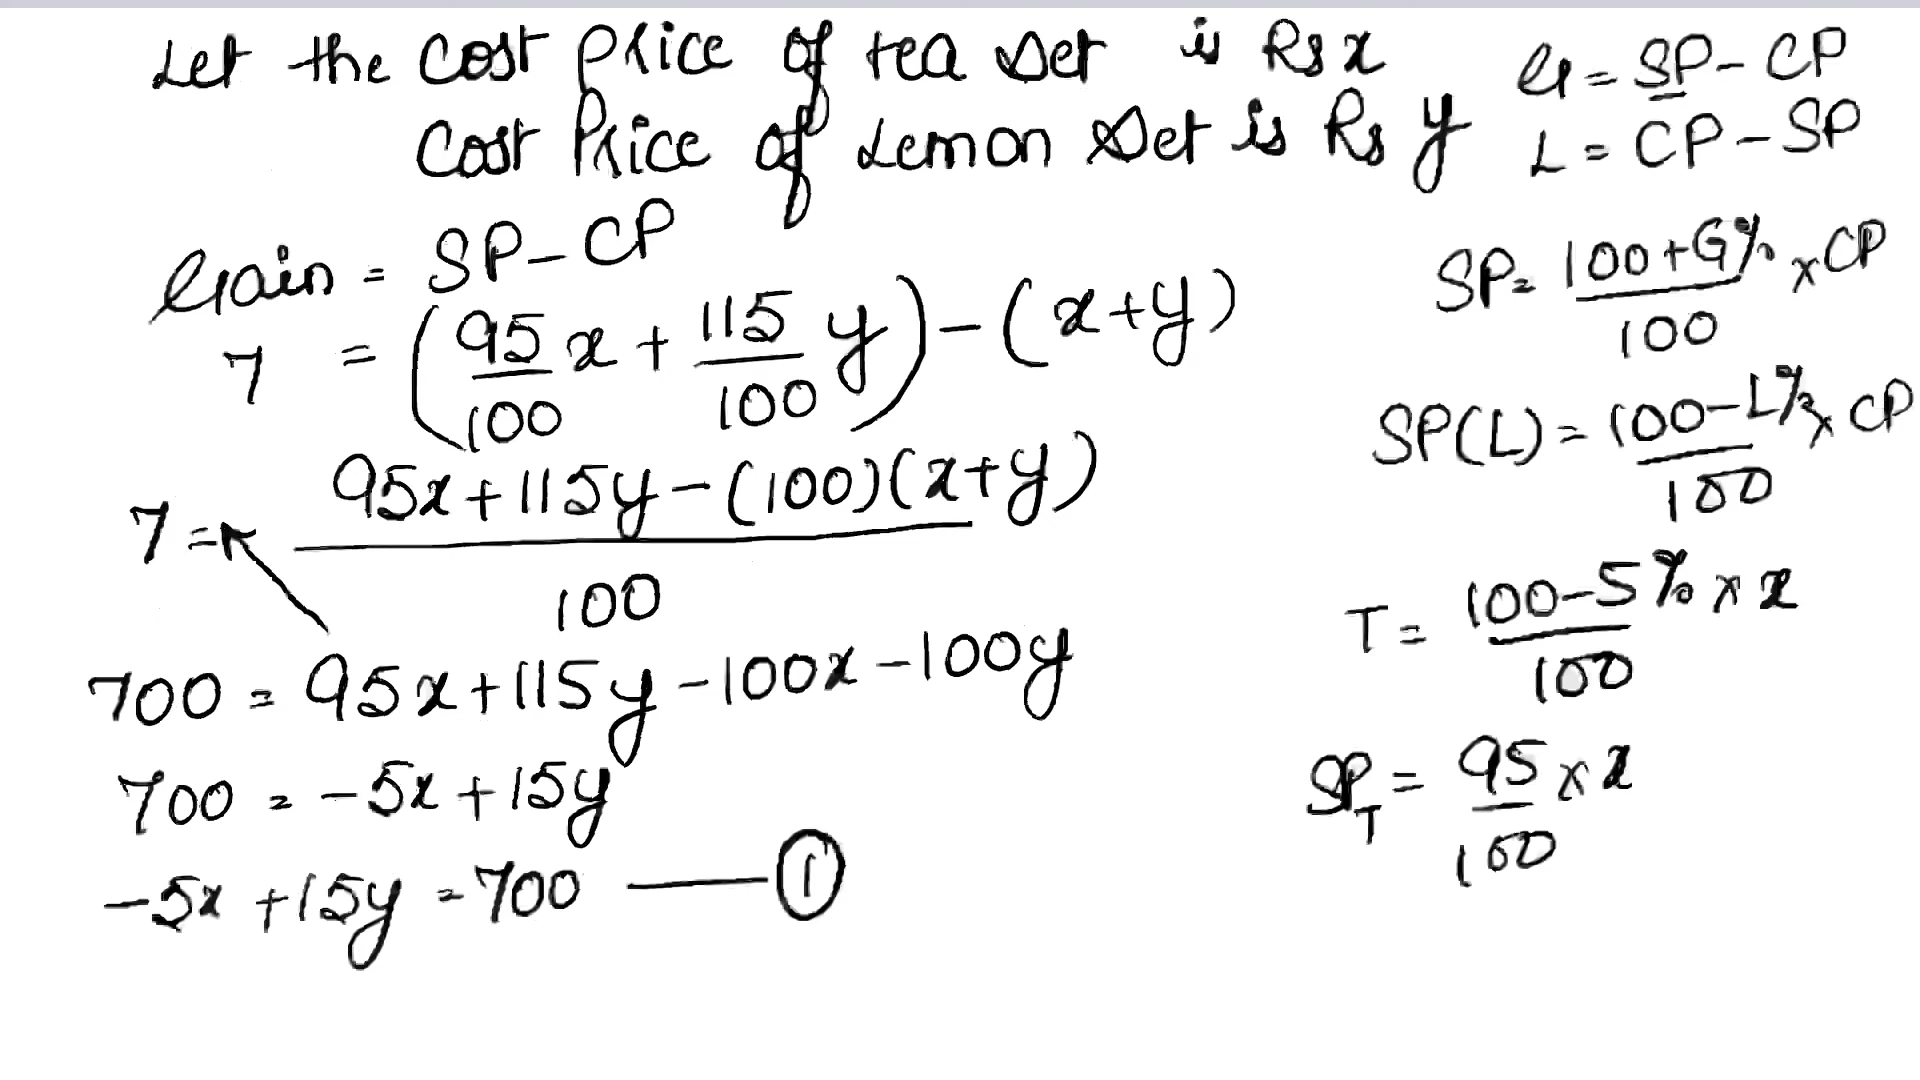 Let the cost price of tea set is Rs x
Cost Price of Lemon set is Rs y
Gain = SP - CP
7 = (95/100 x + 115/100 y) - (x+y)
7 = 95x + 115y - (100)(x+y) / 100
700 = 95x + 115y - 100x - 100y
700 = -5x + 15y
-5x + 15y = 700 —— ①
G = SP - CP
L = CP - SP
SP = 100 + G% / 100 x CP
SP(L) = 100 - L% / 100 x CP
T = 100 - 5% / 100 x x
SP_T = 95 / 100 x x